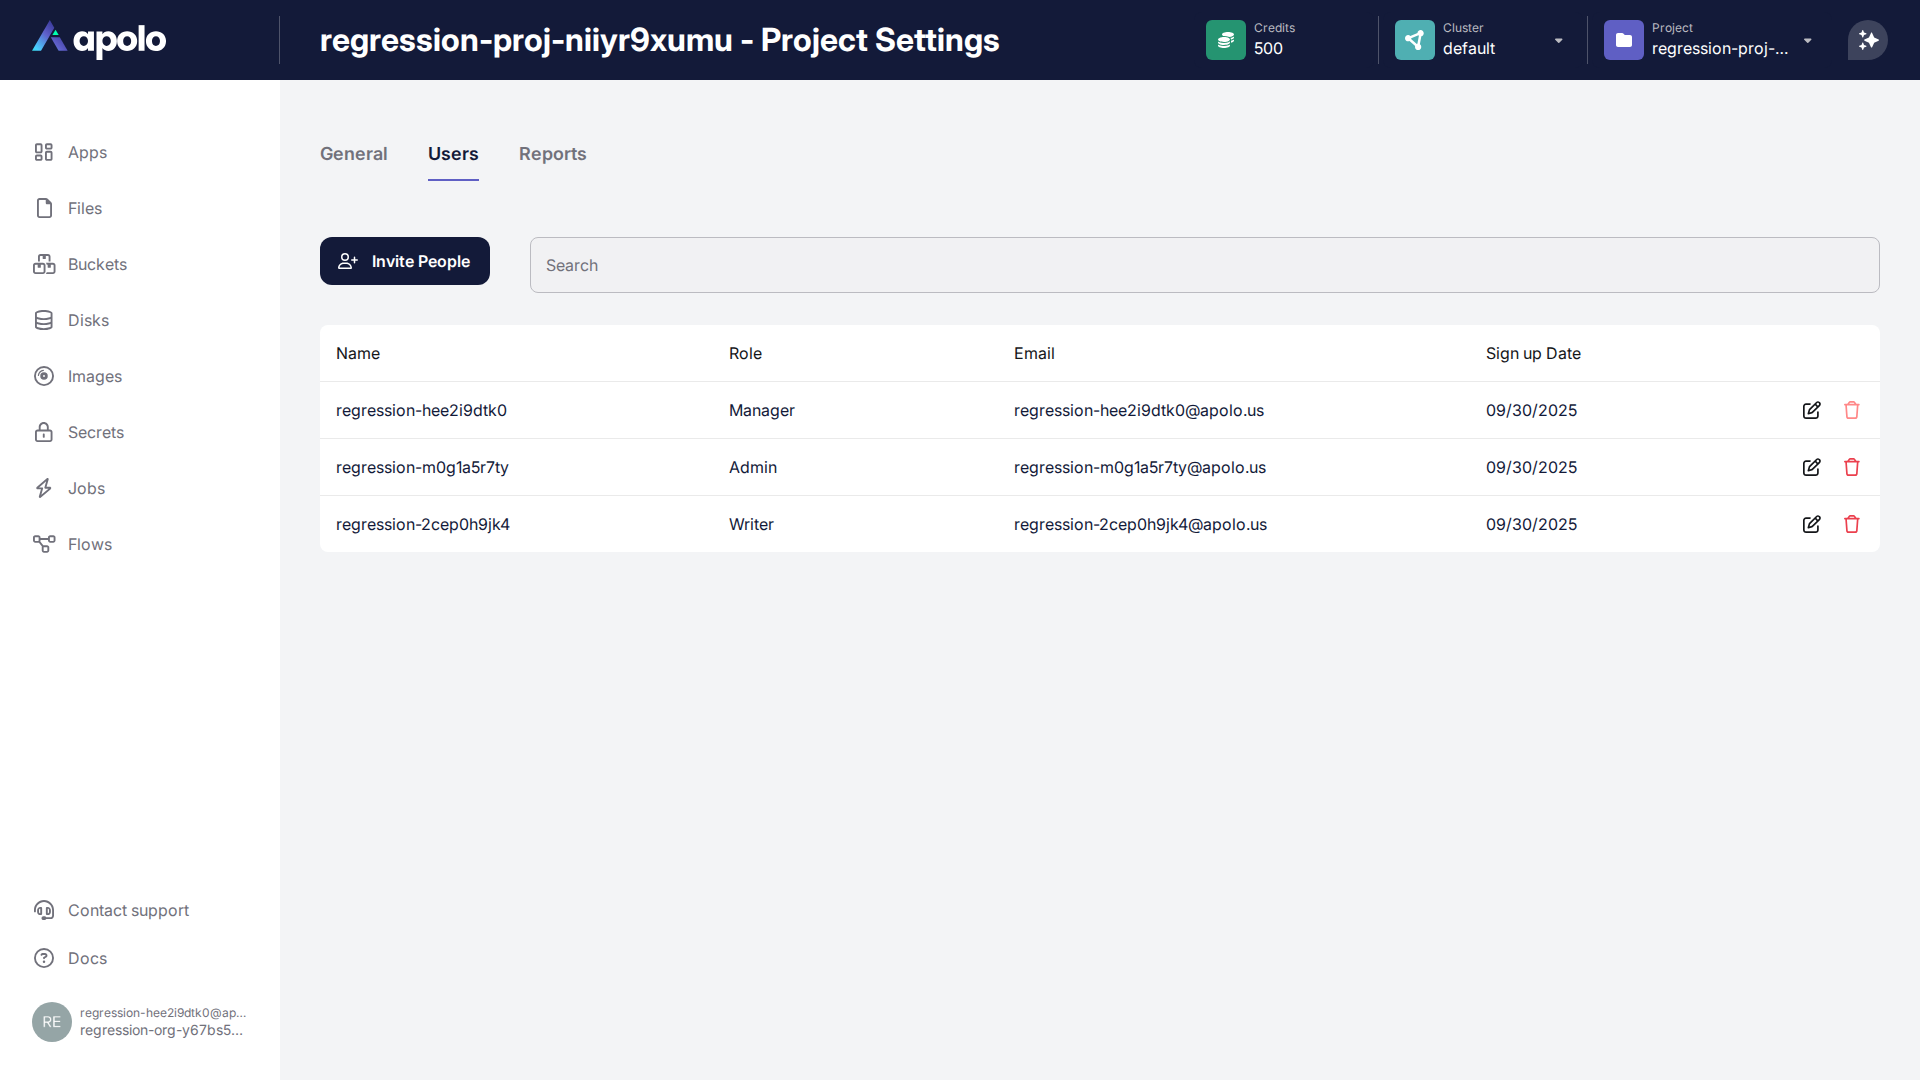 apolo
regression-proj-niiyr9xumu - Project Settings
Credits
500
Cluster
default
Project
regression-proj-...
Apps
Files
Buckets
Disks
Images
Secrets
Jobs
Flows
General Users Reports
Invite People
Search
Name Role Email Sign up Date
regression-hee2i9dtk0 Manager regression-hee2i9dtk0@apolo.us 09/30/2025
regression-m0g1a5r7ty Admin regression-m0g1a5r7ty@apolo.us 09/30/2025
regression-2cep0h9jk4 Writer regression-2cep0h9jk4@apolo.us 09/30/2025
Contact support
Docs
RE
regression-hee2i9dtk0@ap...
regression-org-y67bs5...